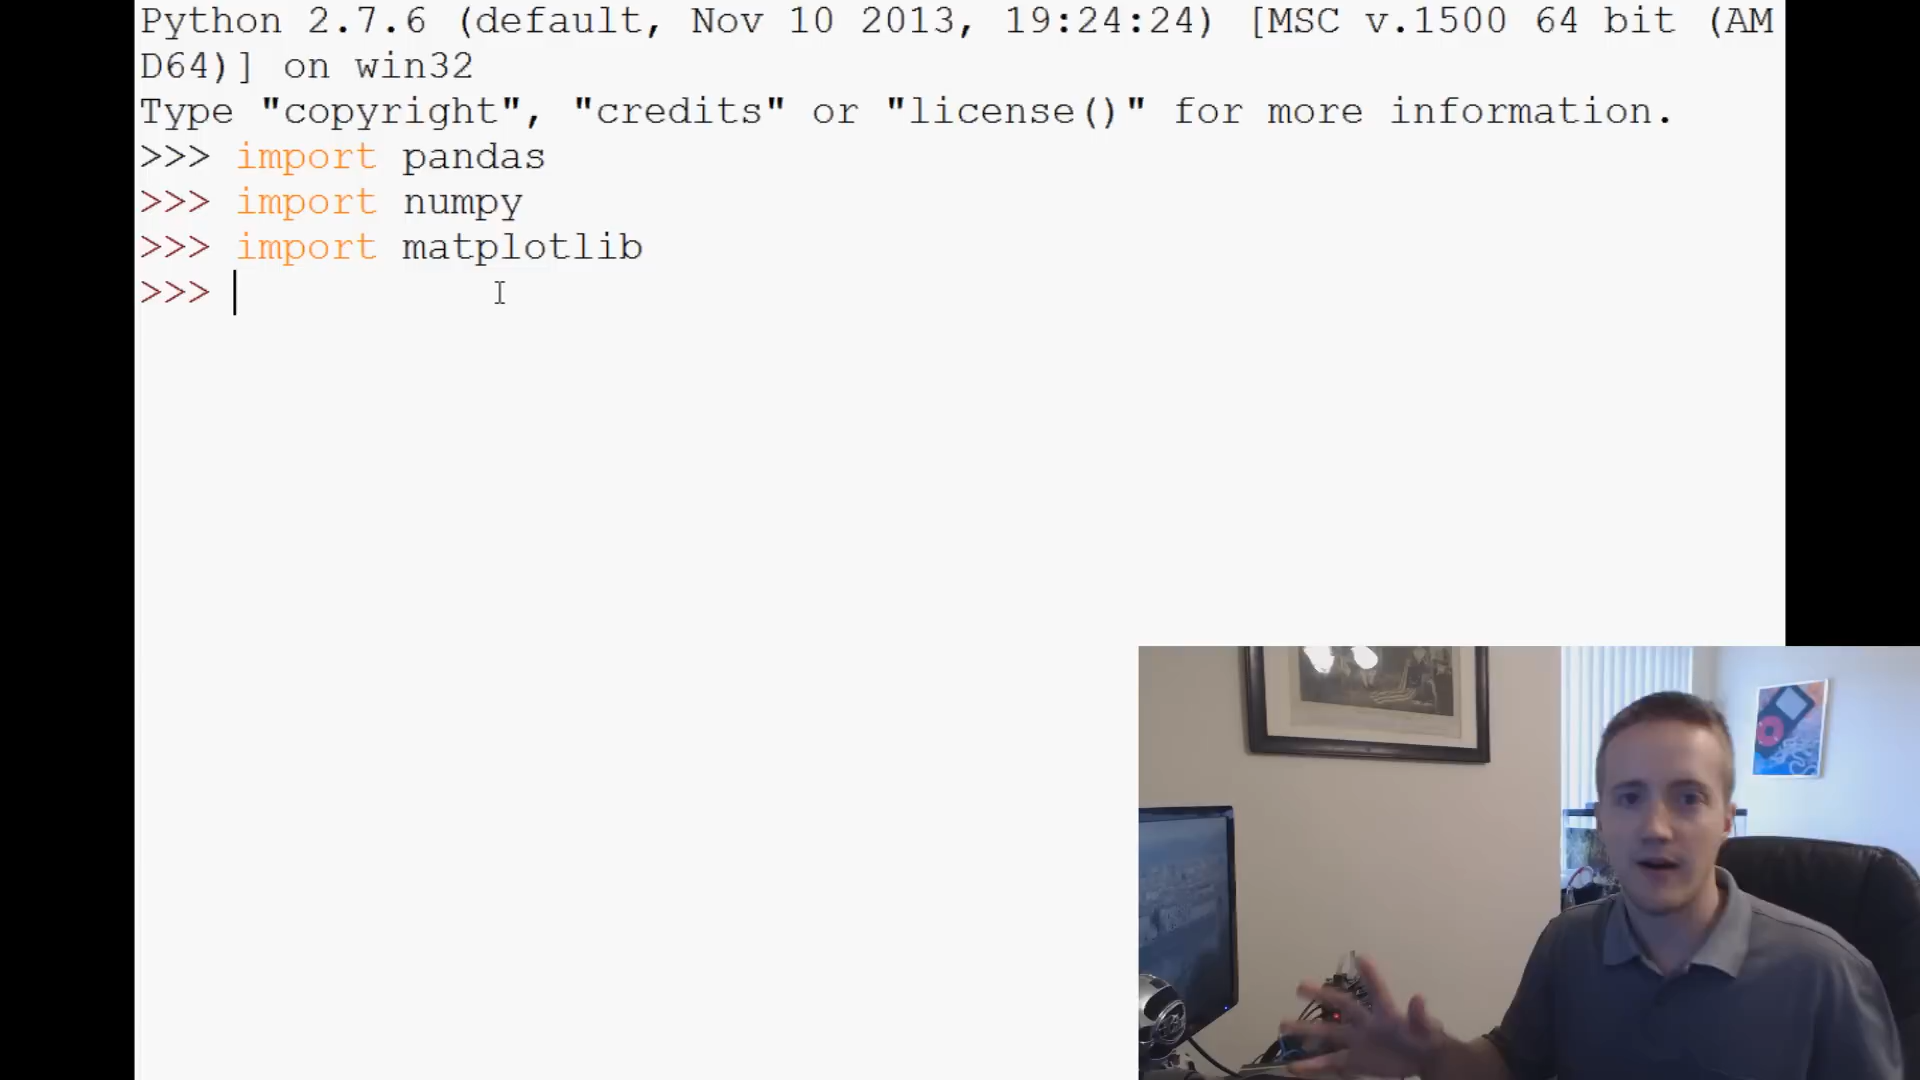 Python 2.7.6 (default, Nov 10 2013, 19:24:24) [MSC v.1500 64 bit (AM
D64)] on win32
Type "copyright", "credits" or "license()" for more information.
>>> import pandas
>>> import numpy
>>> import matplotlib
>>>